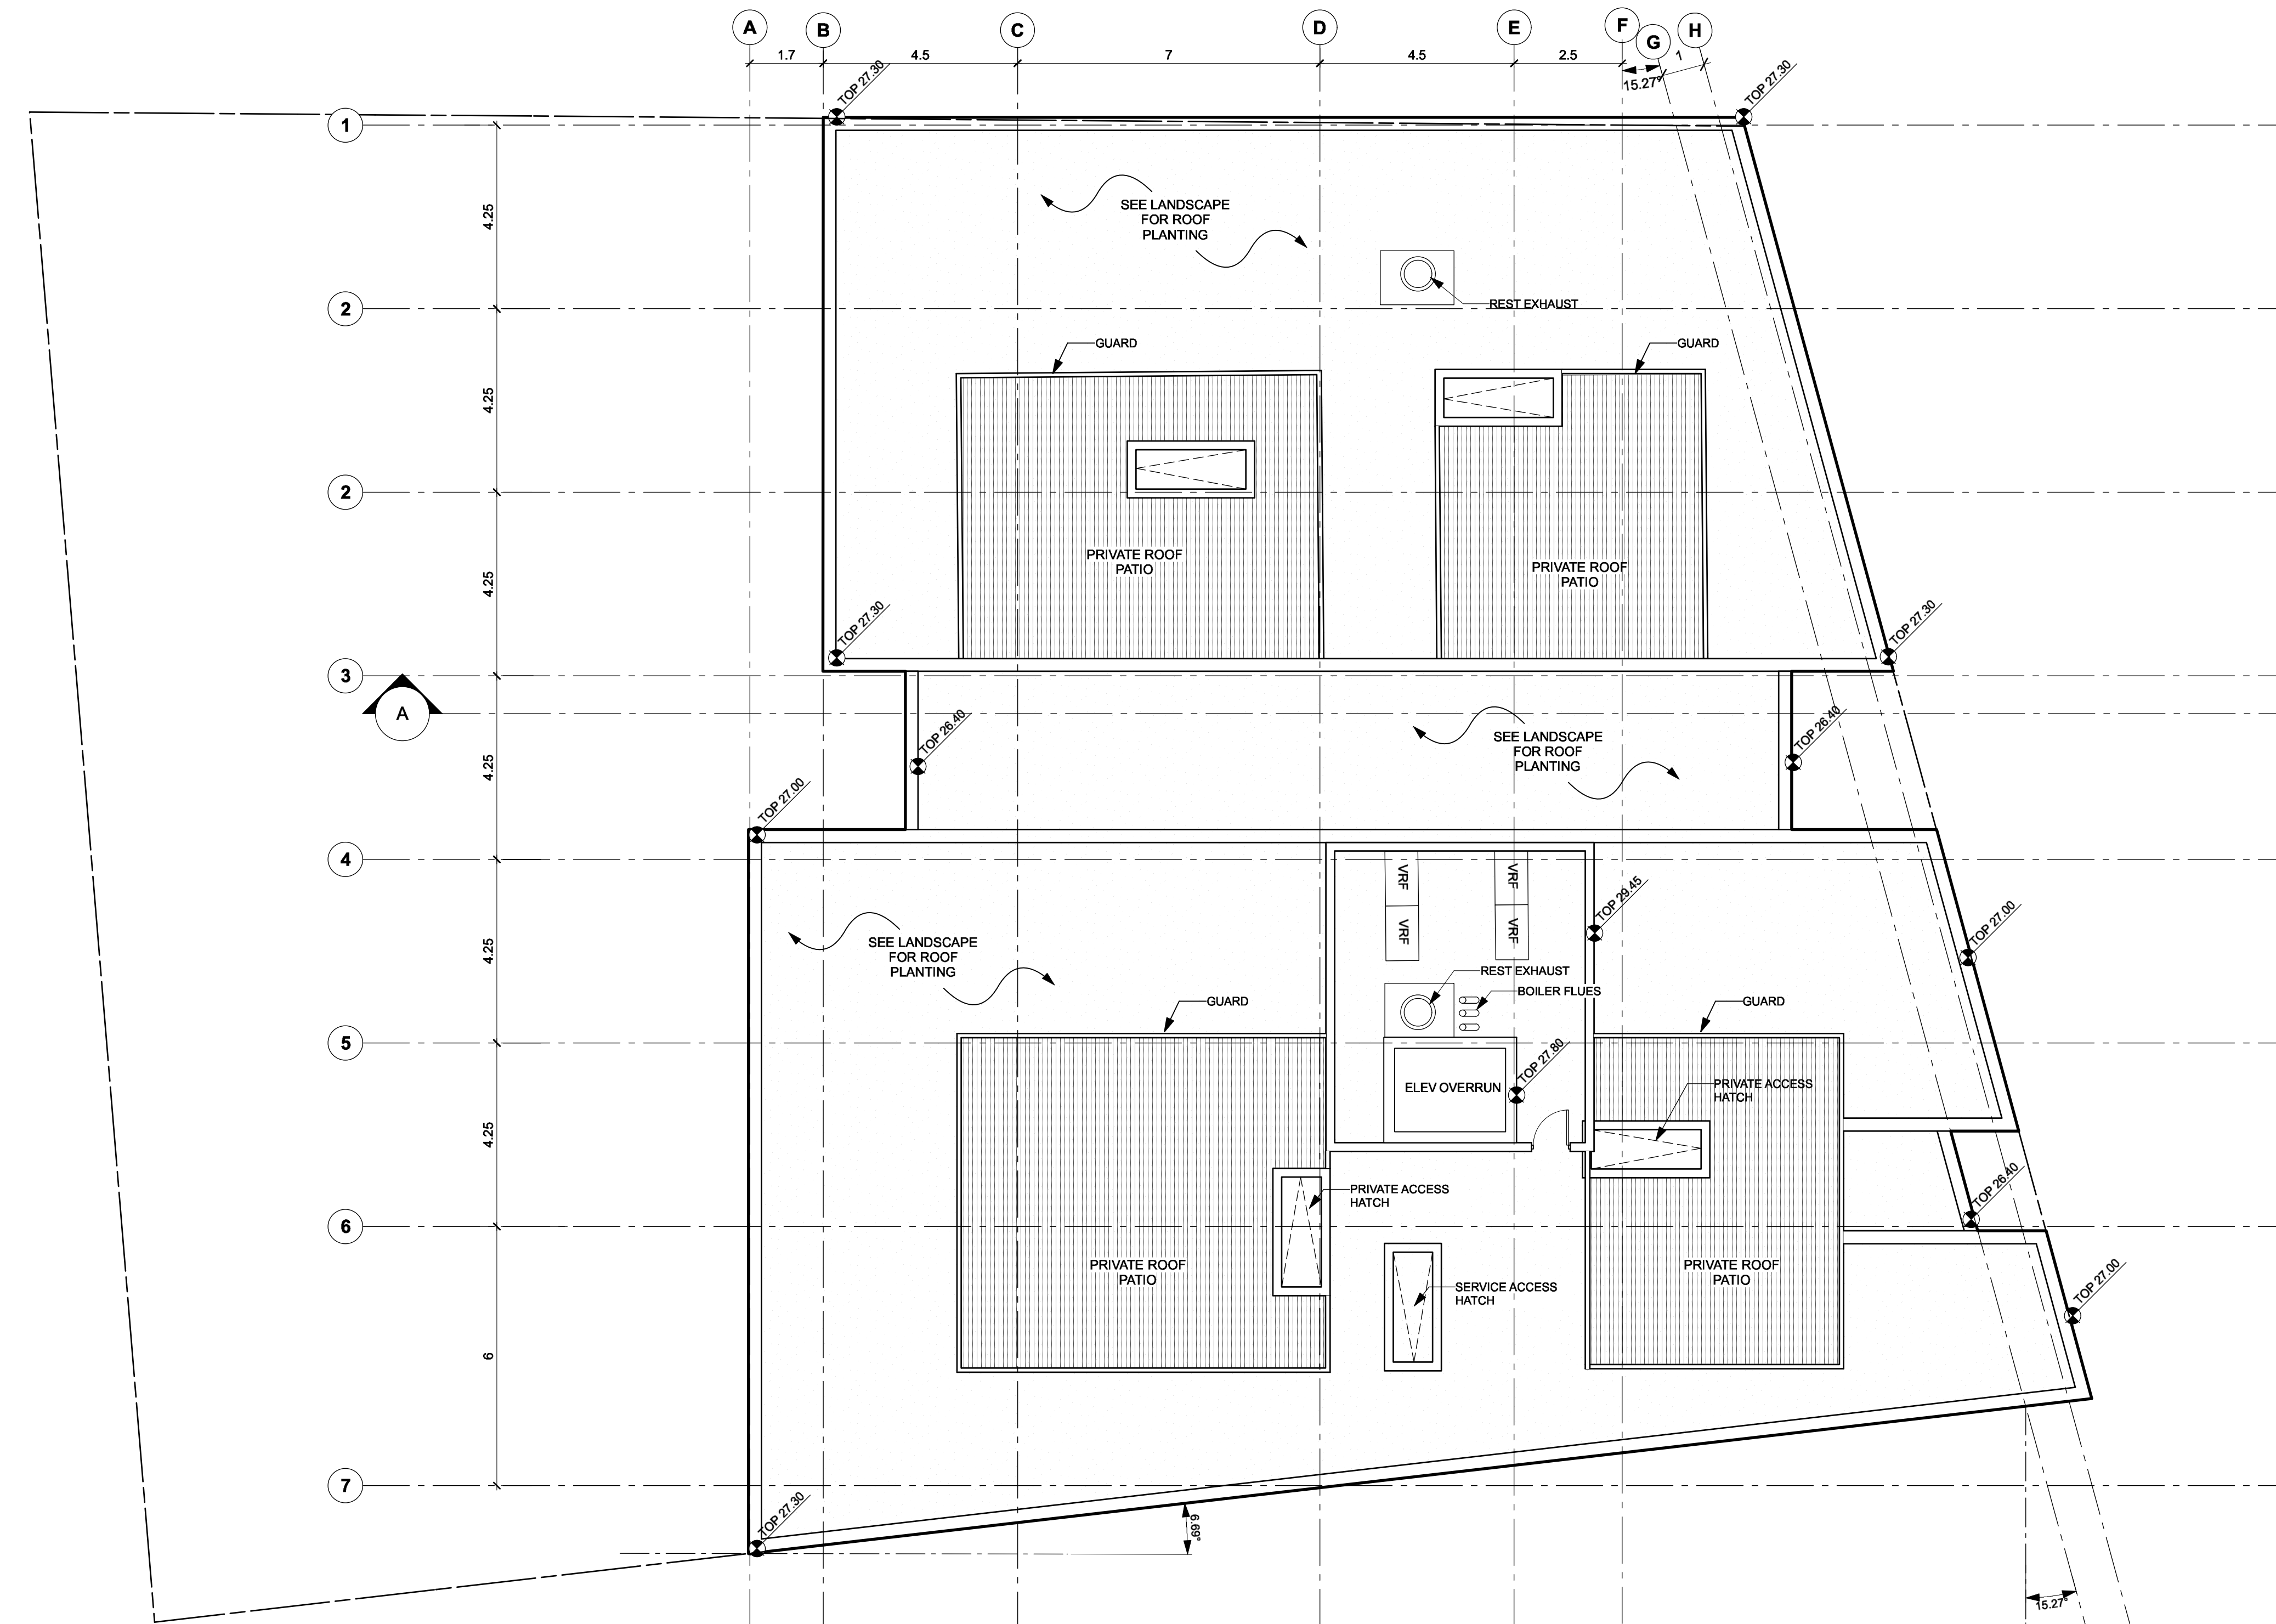 A
B
C
D
E
F
G
H
1.7
4.5
7
4.5
2.5
15.27°
1
TOP 27.30
TOP 27.30
1
4.25
SEE LANDSCAPE
FOR ROOF
PLANTING
REST EXHAUST
2
GUARD
GUARD
4.25
2
PRIVATE ROOF
PATIO
PRIVATE ROOF
PATIO
4.25
TOP 27.30
TOP 27.30
3
A
SEE LANDSCAPE
FOR ROOF
PLANTING
TOP 26.40
TOP 26.40
4.25
TOP 27.00
4
VRF
VRF
VRF
VRF
TOP 29.45
TOP 27.00
4.25
SEE LANDSCAPE
FOR ROOF
PLANTING
REST EXHAUST
BOILER FLUES
GUARD
GUARD
5
ELEV OVERRUN
TOP 27.80
PRIVATE ACCESS
HATCH
4.25
PRIVATE ACCESS
HATCH
TOP 26.40
6
PRIVATE ROOF
PATIO
PRIVATE ROOF
PATIO
SERVICE ACCESS
HATCH
TOP 27.00
6
7
TOP 27.30
6.69°
15.27°